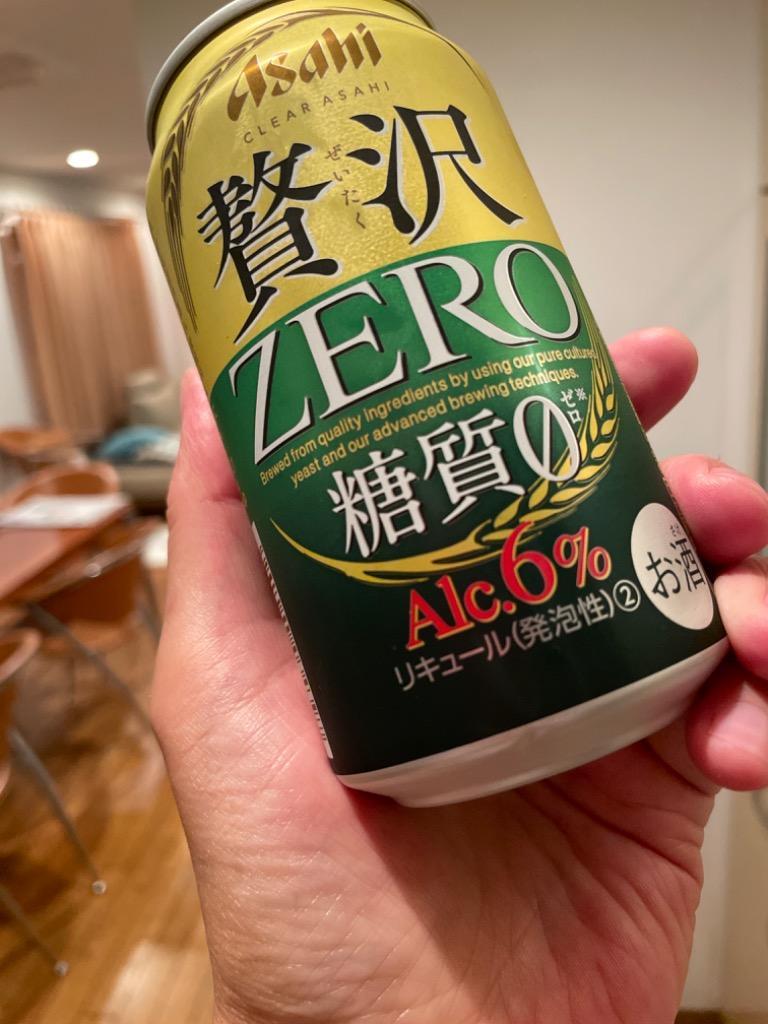 Asahi
CLEAR ASAHI
贅沢
ぜいたく
ZERO
Brewed from quality ingredients by using our pure cultured
yeast and our advanced brewing techniques.
糖質0
ゼロ※
Alc.6%
お酒
リキュール(発泡性)②